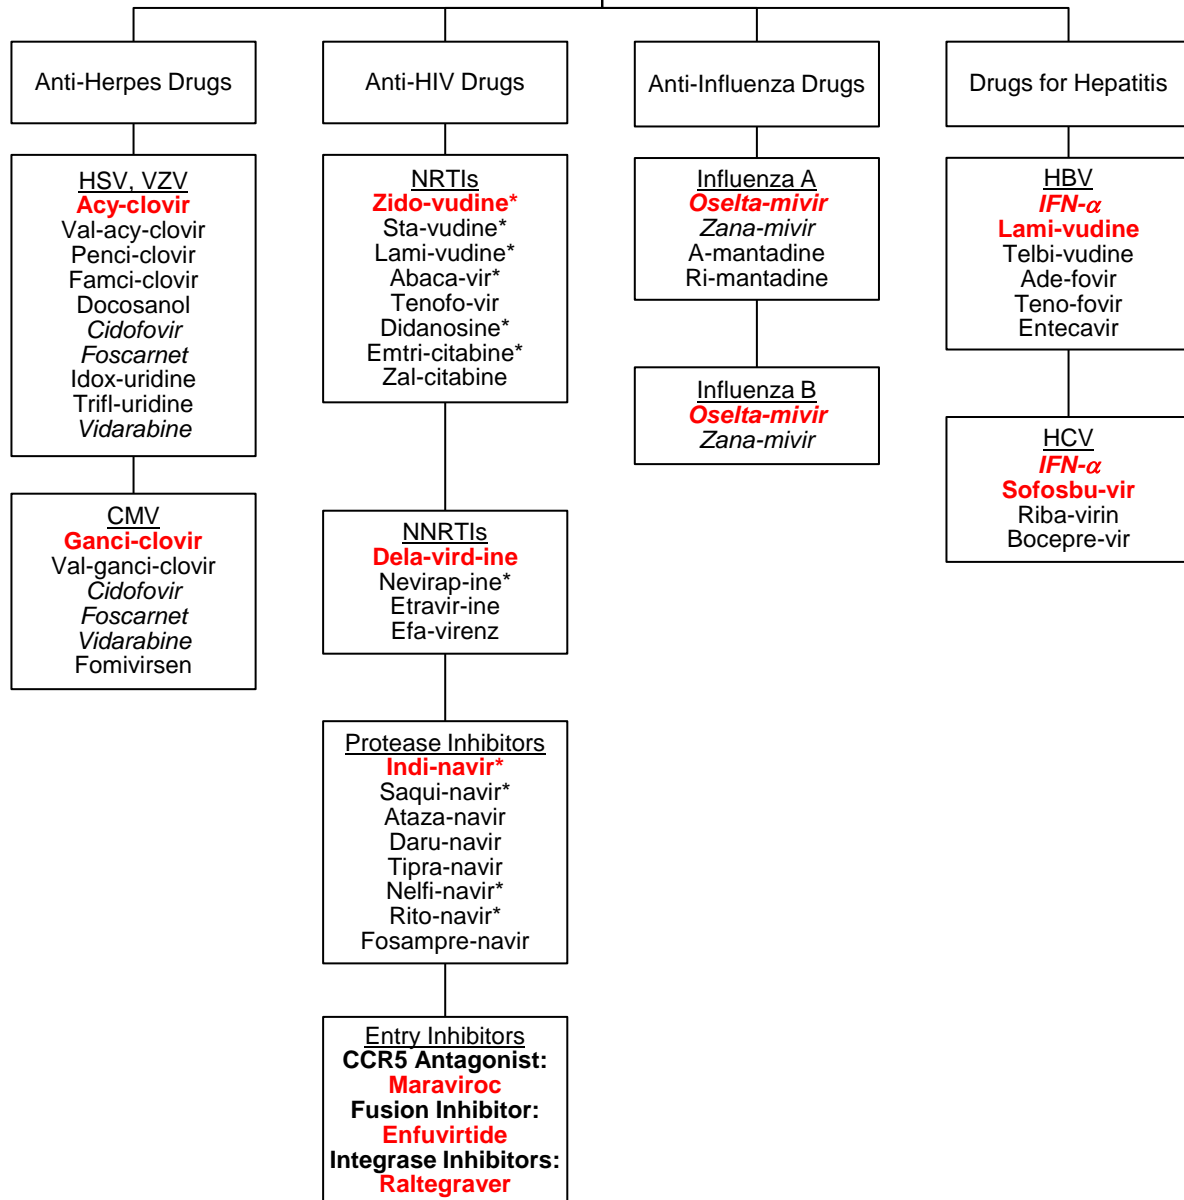 Anti-Herpes Drugs
Anti-HIV Drugs
Anti-Influenza Drugs
Drugs for Hepatitis
HSV, VZV
Acy-clovir
Val-acy-clovir
Penci-clovir
Famci-clovir
Docosanol
Cidofovir
Foscarnet
Idox-uridine
Trifl-uridine
Vidarabine
CMV
Ganci-clovir
Val-ganci-clovir
Cidofovir
Foscarnet
Vidarabine
Fomivirsen
NRTIs
Zido-vudine*
Sta-vudine*
Lami-vudine*
Abaca-vir*
Tenofo-vir
Didanosine*
Emtri-citabine*
Zal-citabine
NNRTIs
Dela-vird-ine
Nevirap-ine*
Etravir-ine
Efa-virenz
Protease Inhibitors
Indi-navir*
Saqui-navir*
Ataza-navir
Daru-navir
Tipra-navir
Nelfi-navir*
Rito-navir*
Fosampre-navir
Entry Inhibitors
CCR5 Antagonist:
Maraviroc
Fusion Inhibitor:
Enfuvirtide
Integrase Inhibitors:
Raltegraver
Influenza A
Oselta-mivir
Zana-mivir
A-mantadine
Ri-mantadine
Influenza B
Oselta-mivir
Zana-mivir
HBV
IFN-α
Lami-vudine
Telbi-vudine
Ade-fovir
Teno-fovir
Entecavir
HCV
IFN-α
Sofosbu-vir
Riba-virin
Bocepre-vir